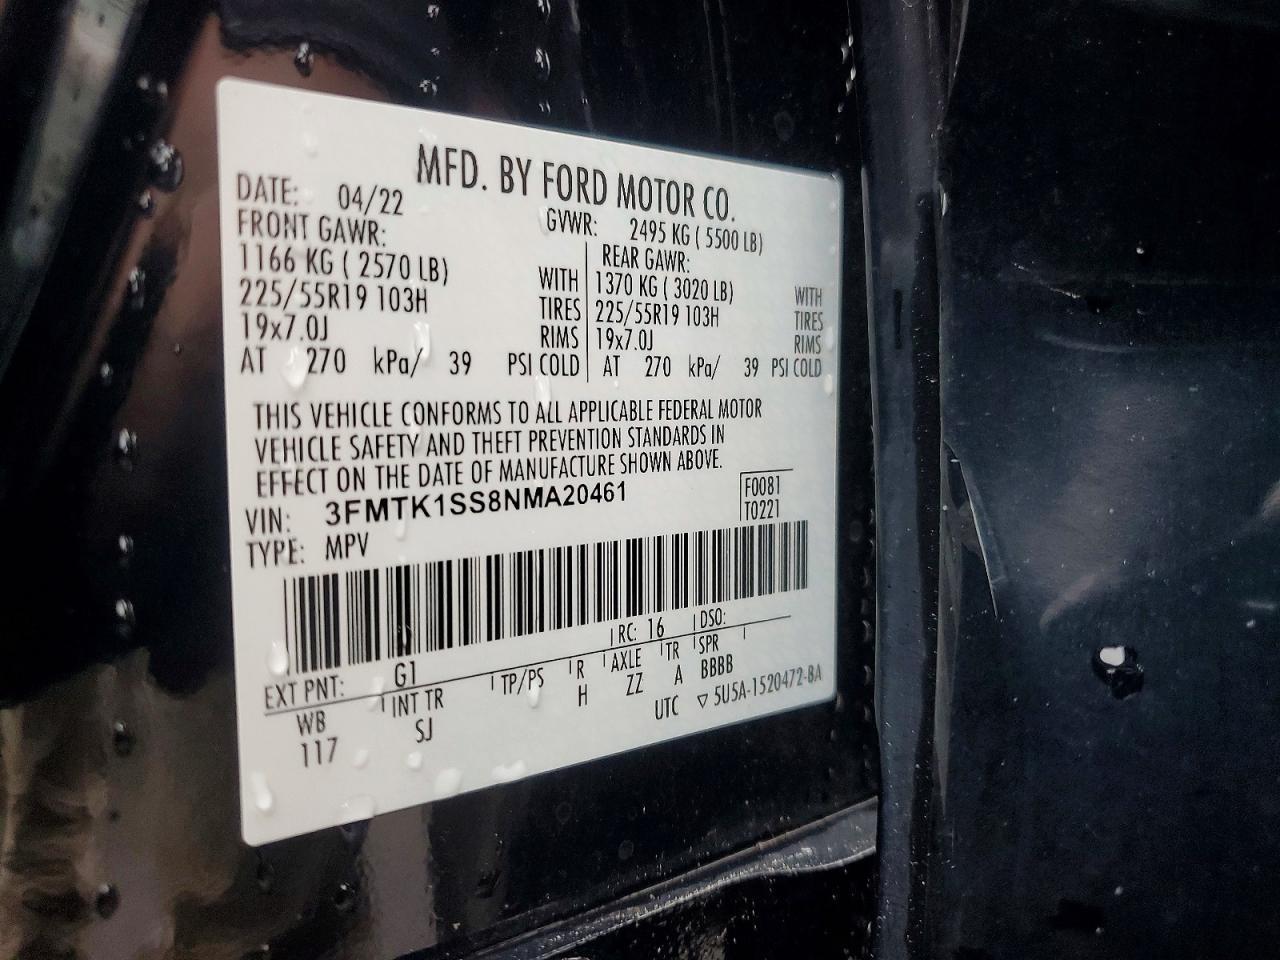 MFD. BY FORD MOTOR CO.
DATE: 04/22 GVWR: 2495 KG ( 5500 LB)
FRONT GAWR: REAR GAWR:
1166 KG ( 2570 LB) WITH 1370 KG ( 3020 LB) WITH
225/55R19 103H TIRES 225/55R19 103H TIRES
19x7.0J RIMS 19x7.0J RIMS
AT 270 kPa/ 39 PSI COLD AT 270 kPa/ 39 PSI COLD
THIS VEHICLE CONFORMS TO ALL APPLICABLE FEDERAL MOTOR
VEHICLE SAFETY AND THEFT PREVENTION STANDARDS IN
EFFECT ON THE DATE OF MANUFACTURE SHOWN ABOVE.
VIN: 3FMTK1SS8NMA20461 F0081
TYPE: MPV T0221
EXT PNT: G1 RC: 16 DSO:
WB INT TR TP/PS R AXLE TR SPR
117 SJ H ZZ A BBBB
UTC ▽ 5U5A-1520472-BA